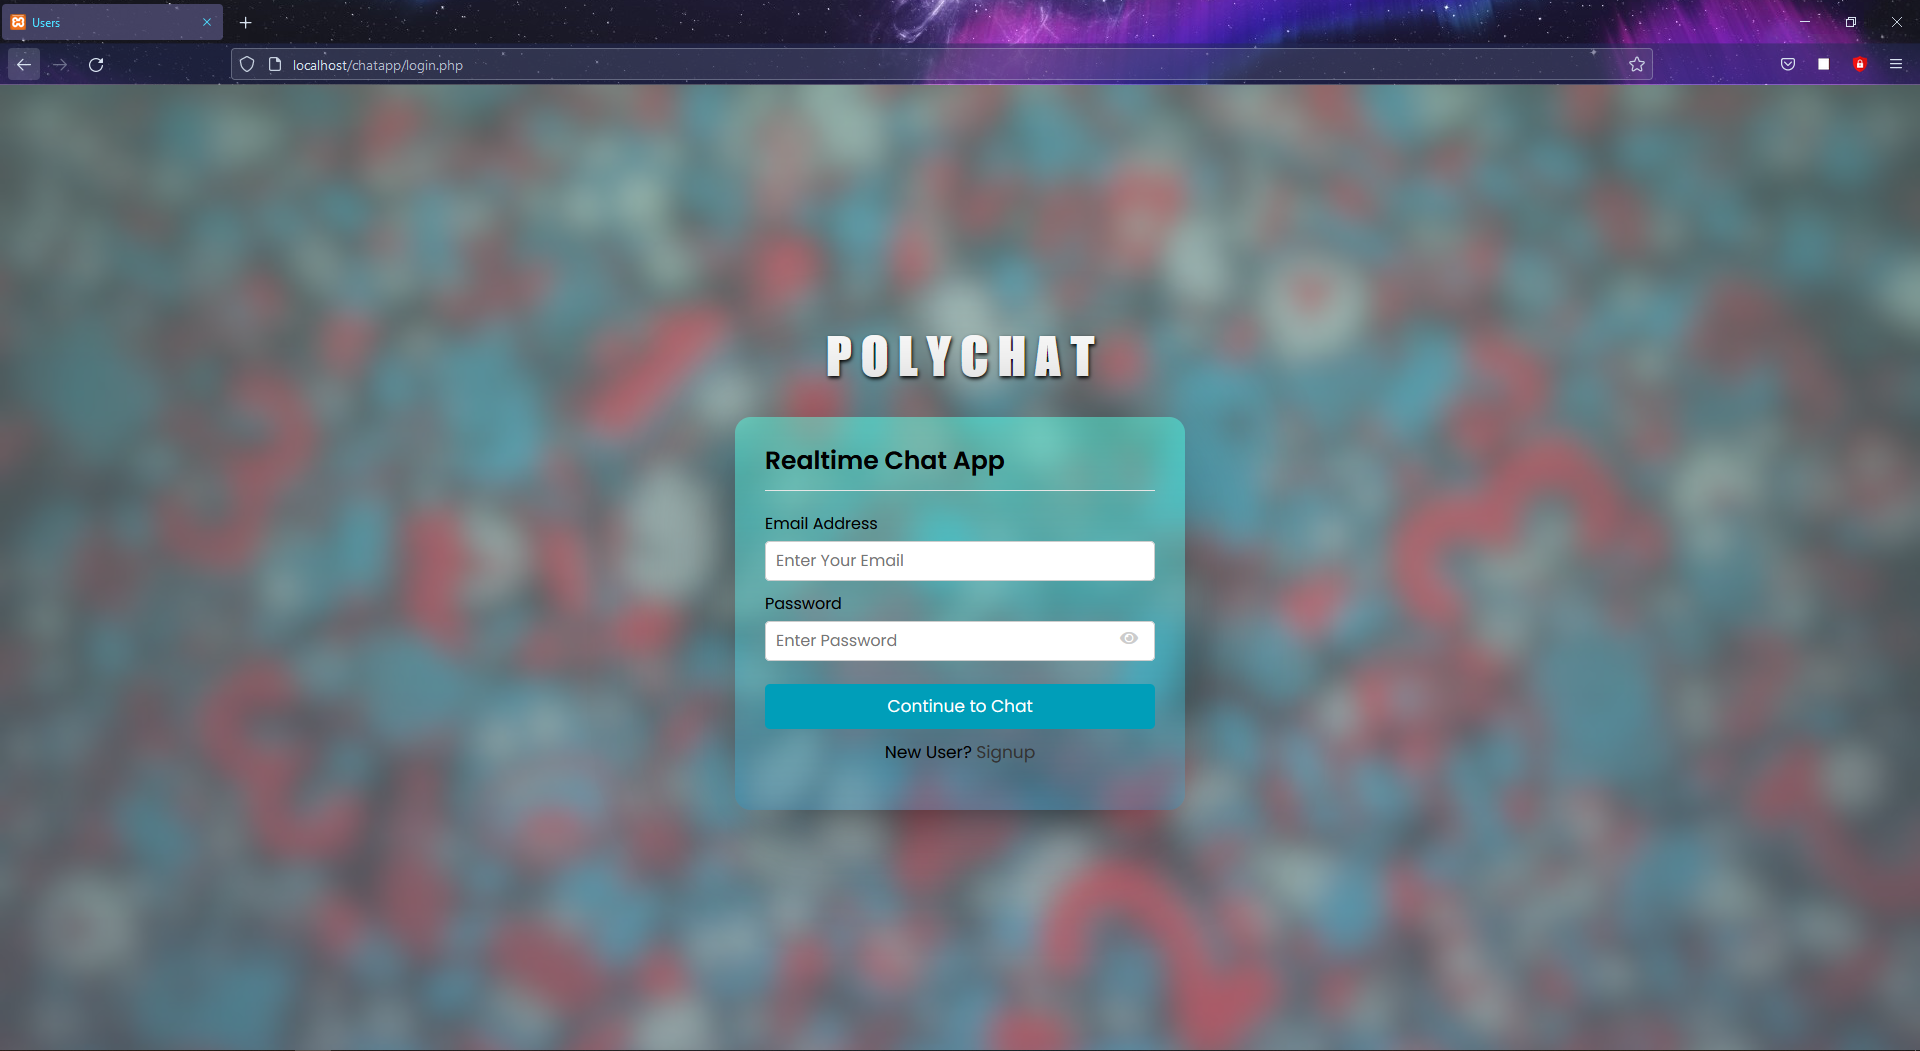 Users
localhost/chatapp/login.php
POLYCHAT
Realtime Chat App
Email Address
Enter Your Email
Password
Enter Password
Continue to Chat
New User? Signup